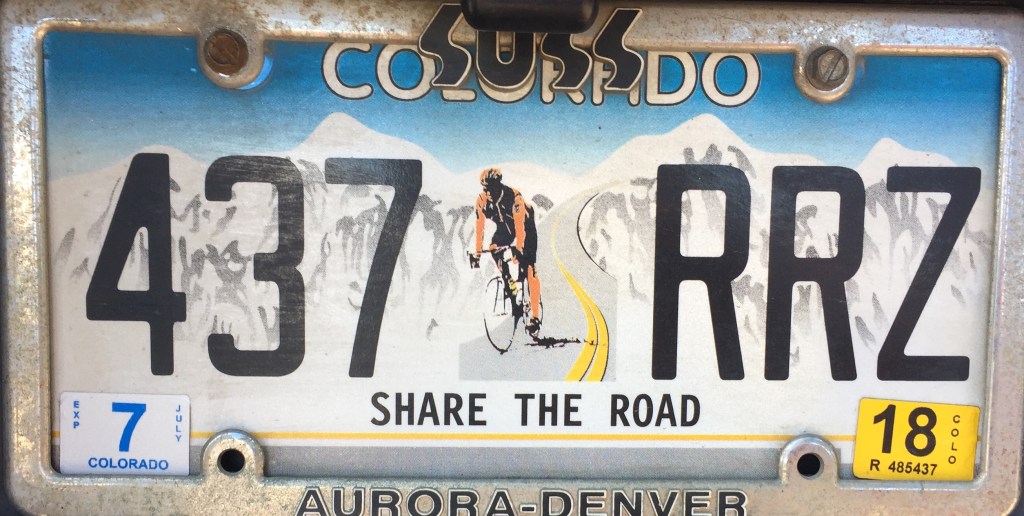 SUSS
COLORADO
437 RRZ
SHARE THE ROAD
EXP 7 JULY
COLORADO
18 COLO
R 485437
AURORA-DENVER